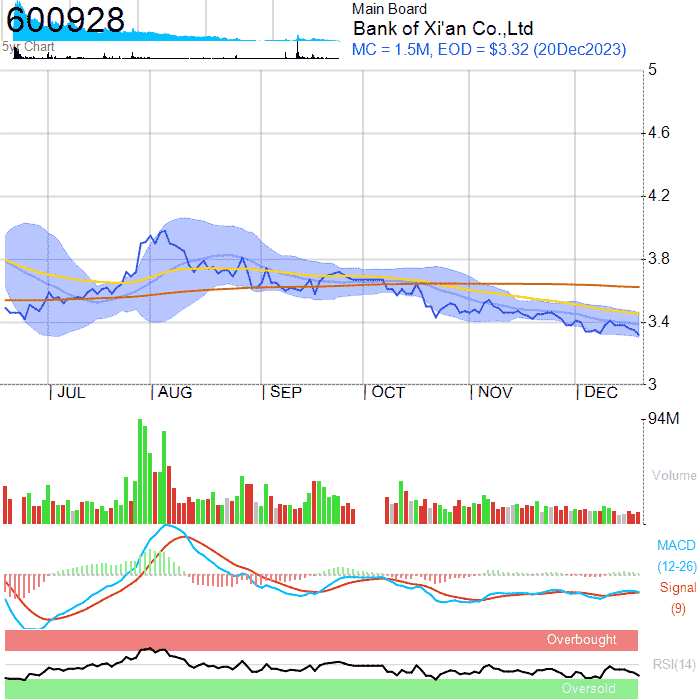 600928
5yr Chart
Main Board
Bank of Xi'an Co.,Ltd
MC = 1.5M, EOD = $3.32 (20Dec2023)
5
4.6
4.2
3.8
3.4
3
JUL AUG SEP OCT NOV DEC
94M
Volume
MACD
(12-26)
Signal
(9)
Overbought
RSI(14)
Oversold